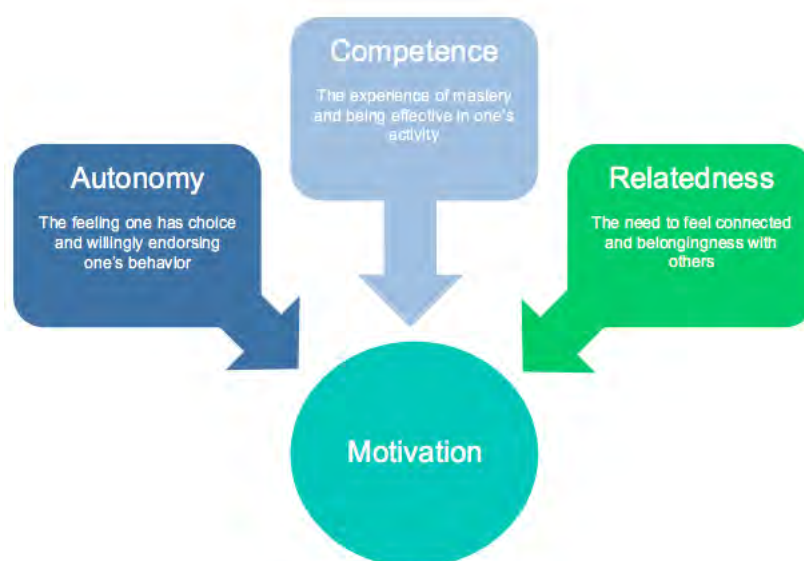 Competence
The experience of mastery
and being effective in one's
activity
Autonomy
The feeling one has choice
and willingly endorsing
one's behavior
Relatedness
The need to feel connected
and belongingness with
others
Motivation